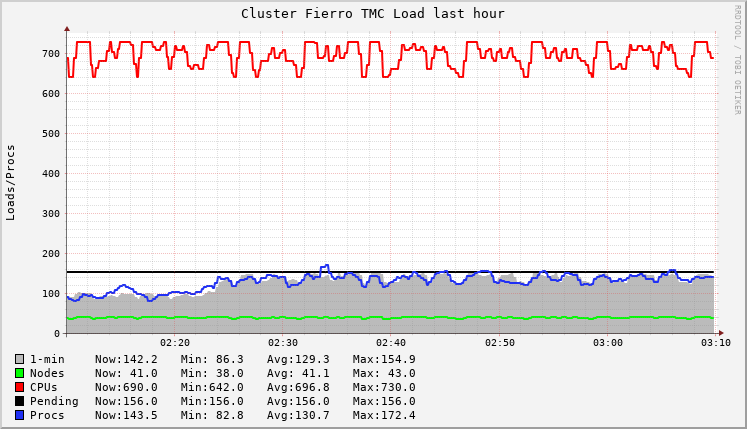 Cluster Fierro TMC Load last hour
RRDTOOL / TOBI OETIKER
Loads/Procs
700
600
500
400
300
200
100
0
02:20 02:30 02:40 02:50 03:00 03:10
1-min Now:142.2 Min: 86.3 Avg:129.3 Max:154.9
Nodes Now: 41.0 Min: 38.0 Avg: 41.1 Max: 43.0
CPUs Now:690.0 Min:642.0 Avg:696.8 Max:730.0
Pending Now:156.0 Min:156.0 Avg:156.0 Max:156.0
Procs Now:143.5 Min: 82.8 Avg:130.7 Max:172.4